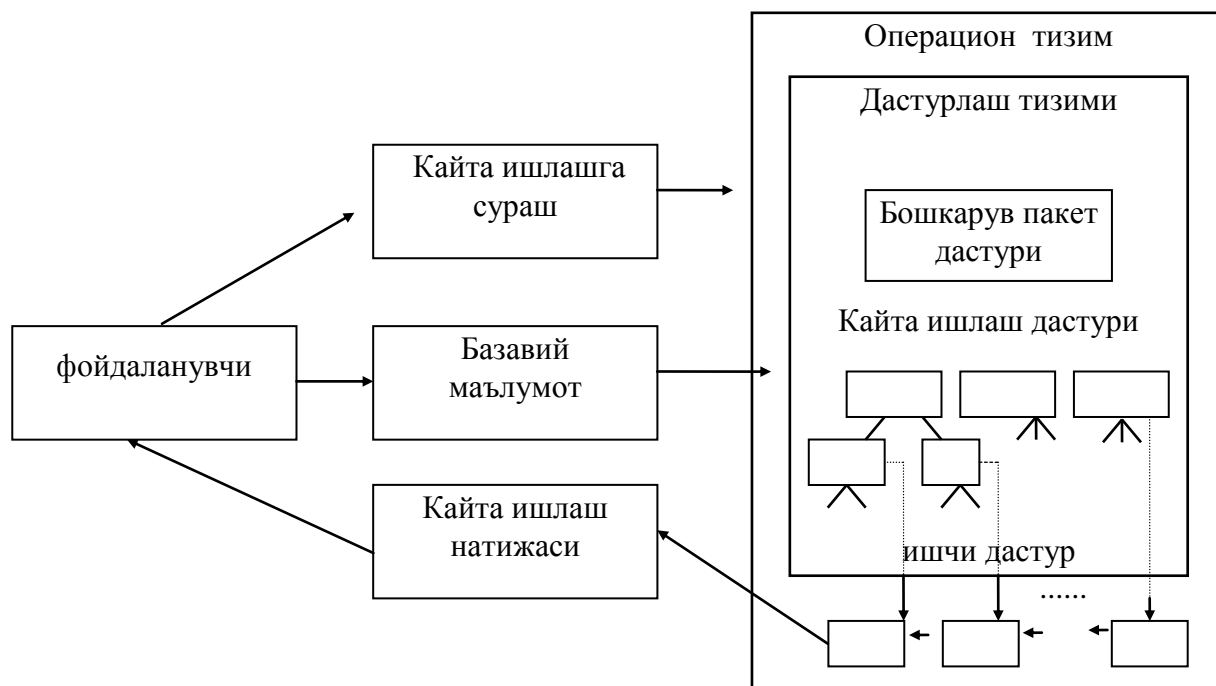 Операцион тизим
Дастурлаш тизими
Кайта ишлашга
сураш
Бошкарув пакет
дастури
Кайта ишлаш дастури
фойдаланувчи
Базавий
маълумот
Кайта ишлаш
натижаси
ишчи дастур
......